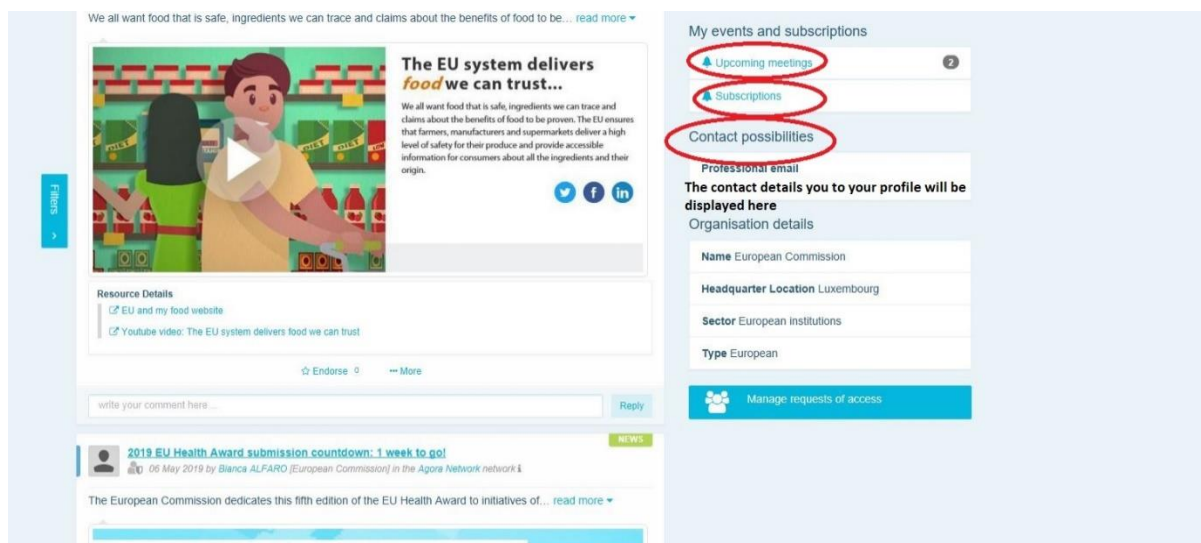 We all want food that is safe, ingredients we can trace and claims about the benefits of food to be... read more
The EU system delivers
food we can trust...
We all want food that is safe, ingredients we can trace and
claims about the benefits of food to be proven. The EU ensures
that farmers, manufacturers and supermarkets deliver a high
level of safety for their produce and provide accessible
information for consumers about all the ingredients and their
origin.
DIET
DIET
DIET
Filters
Resource Details
EU and my food website
Youtube video: The EU system delivers food we can trust
Endorse 0 ··· More
write your comment here....
Reply
NEWS
2019 EU Health Award submission countdown: 1 week to go!
06 May 2019 by Bianca ALFARO [European Commission] in the Agora Network network
The European Commission dedicates this fifth edition of the EU Health Award to initiatives of... read more
My events and subscriptions
Upcoming meetings 2
Subscriptions
Contact possibilities
Professional email
The contact details you to your profile will be
displayed here
Organisation details
Name European Commission
Headquarter Location Luxembourg
Sector European institutions
Type European
Manage requests of access